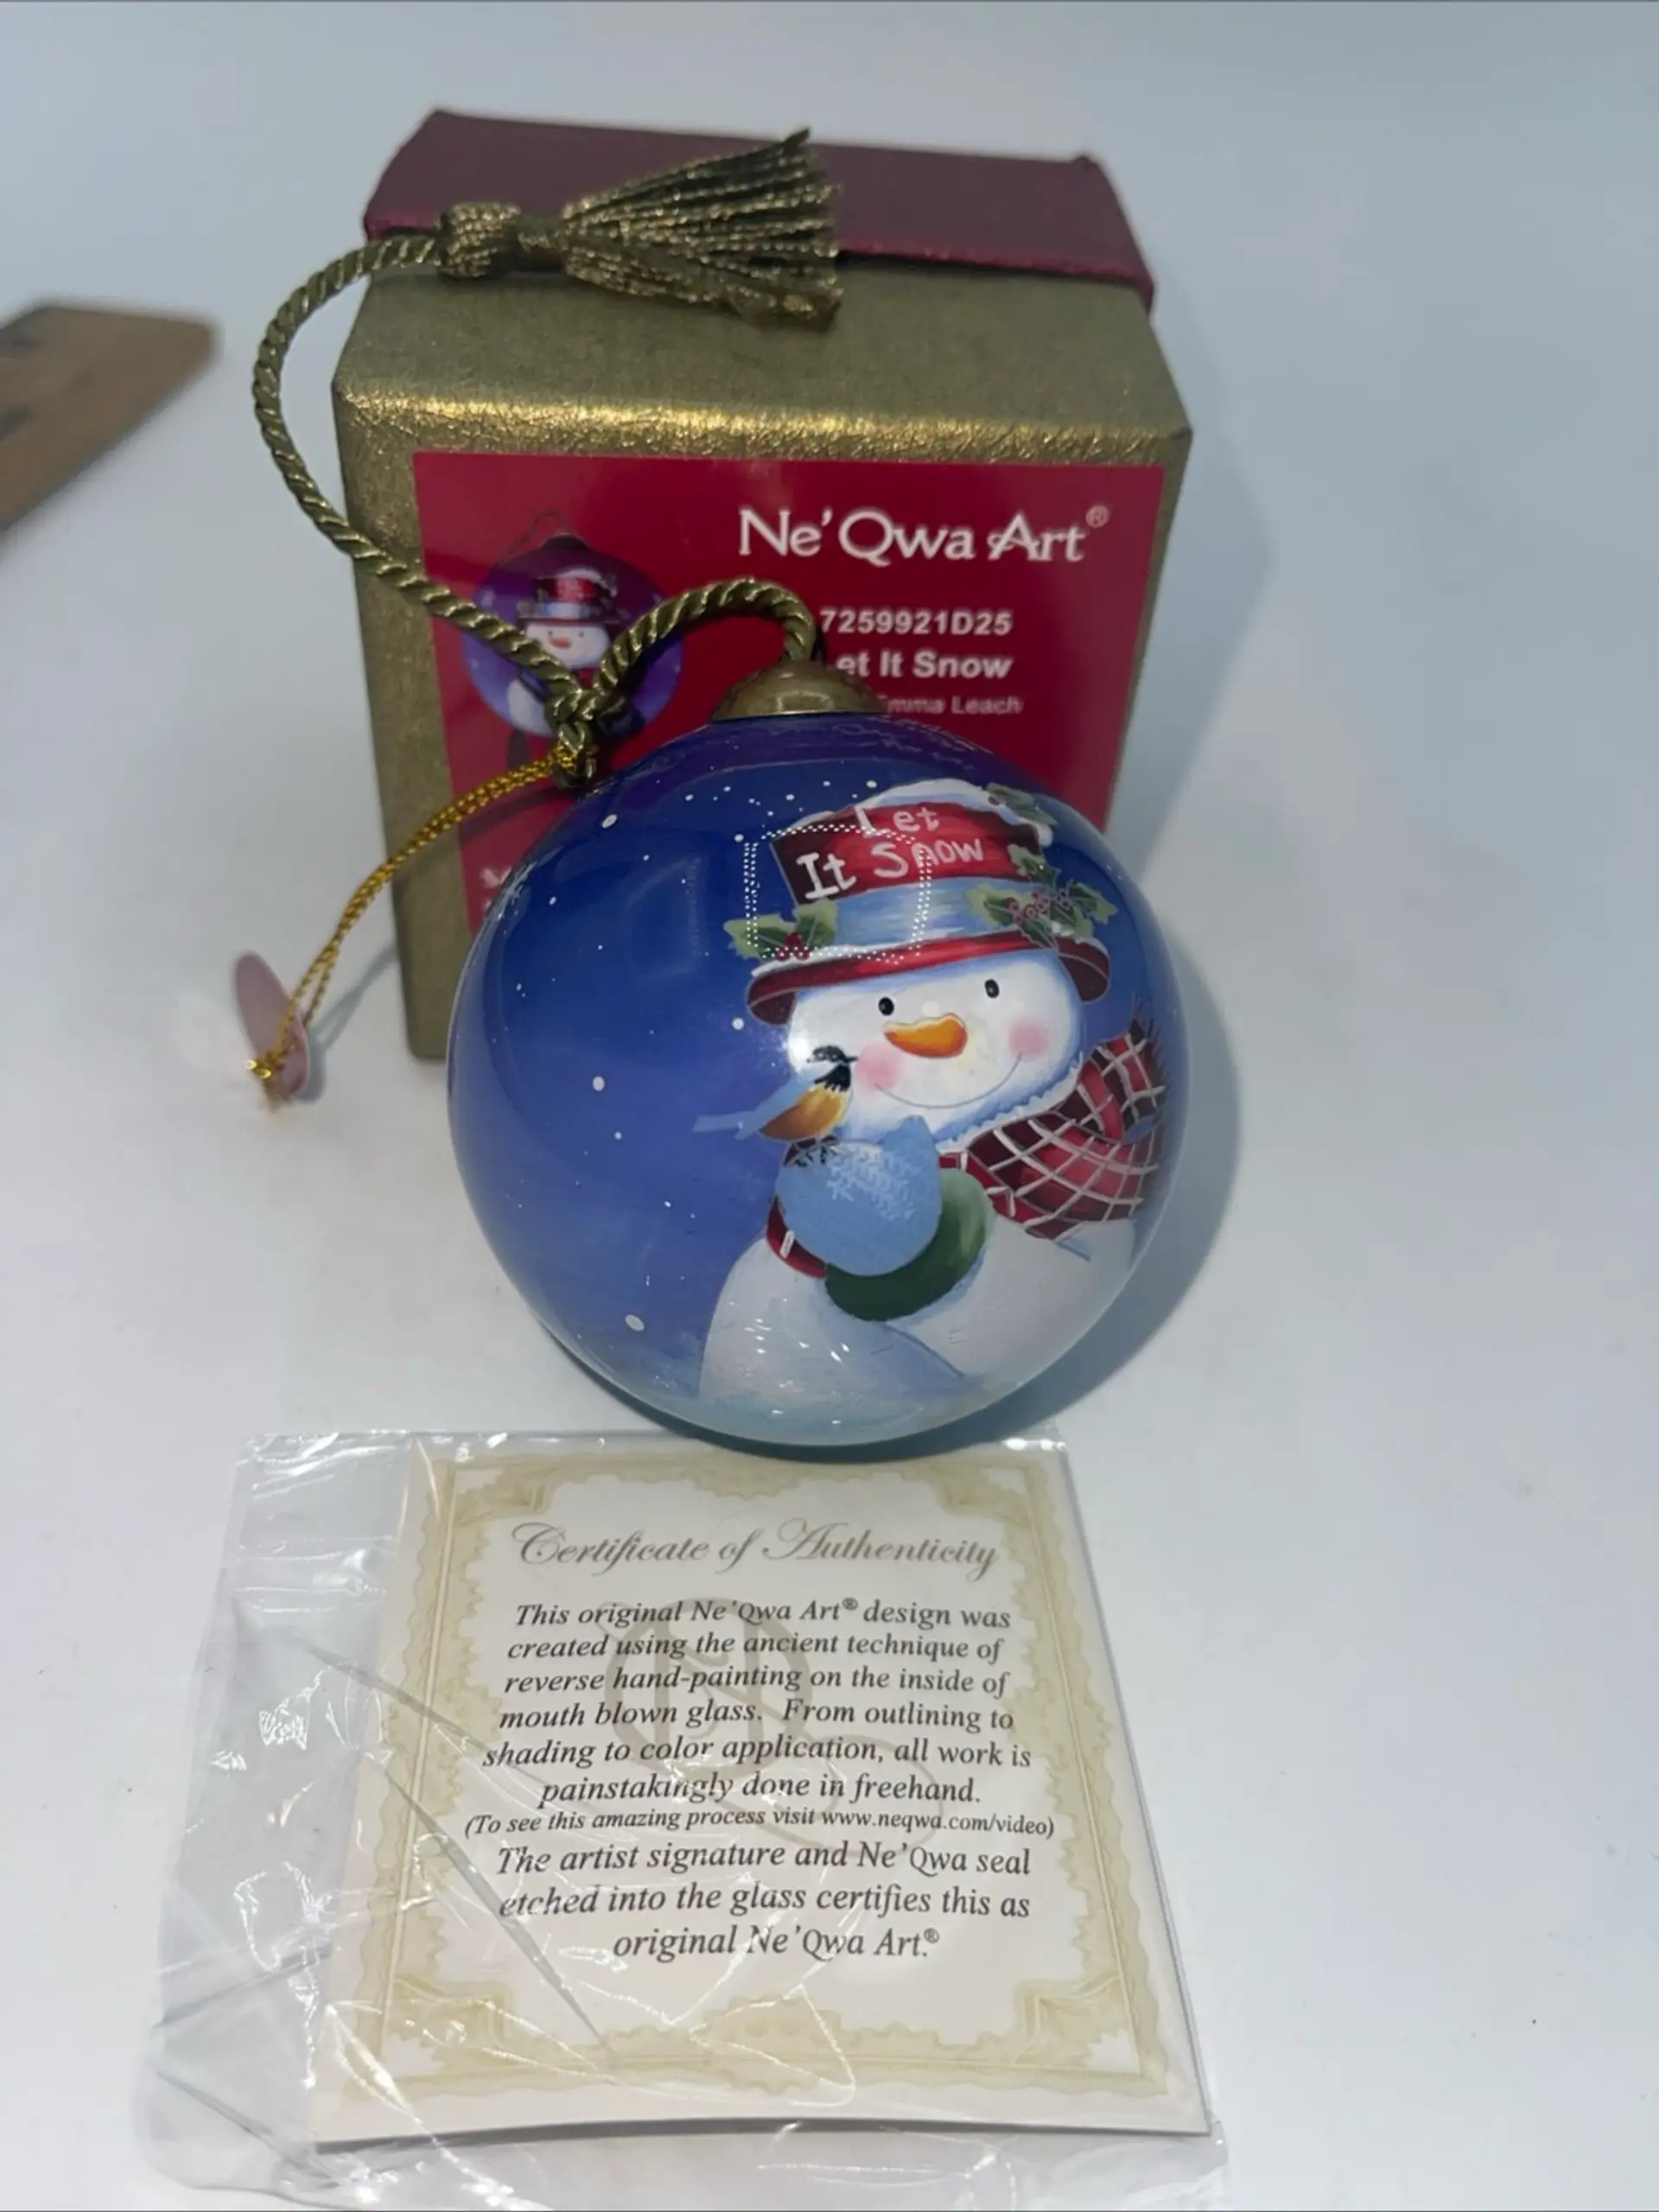 Ne'Qwa Art®
7259921D25
et It Snow
Emma Leach
Let
It Snow
Certificate of Authenticity
This original Ne'Qwa Art® design was
created using the ancient technique of
reverse hand-painting on the inside of
mouth blown glass. From outlining to
shading to color application, all work is
painstakingly done in freehand.
(To see this amazing process visit www.neqwa.com/video)
The artist signature and Ne'Qwa seal
etched into the glass certifies this as
original Ne'Qwa Art.®